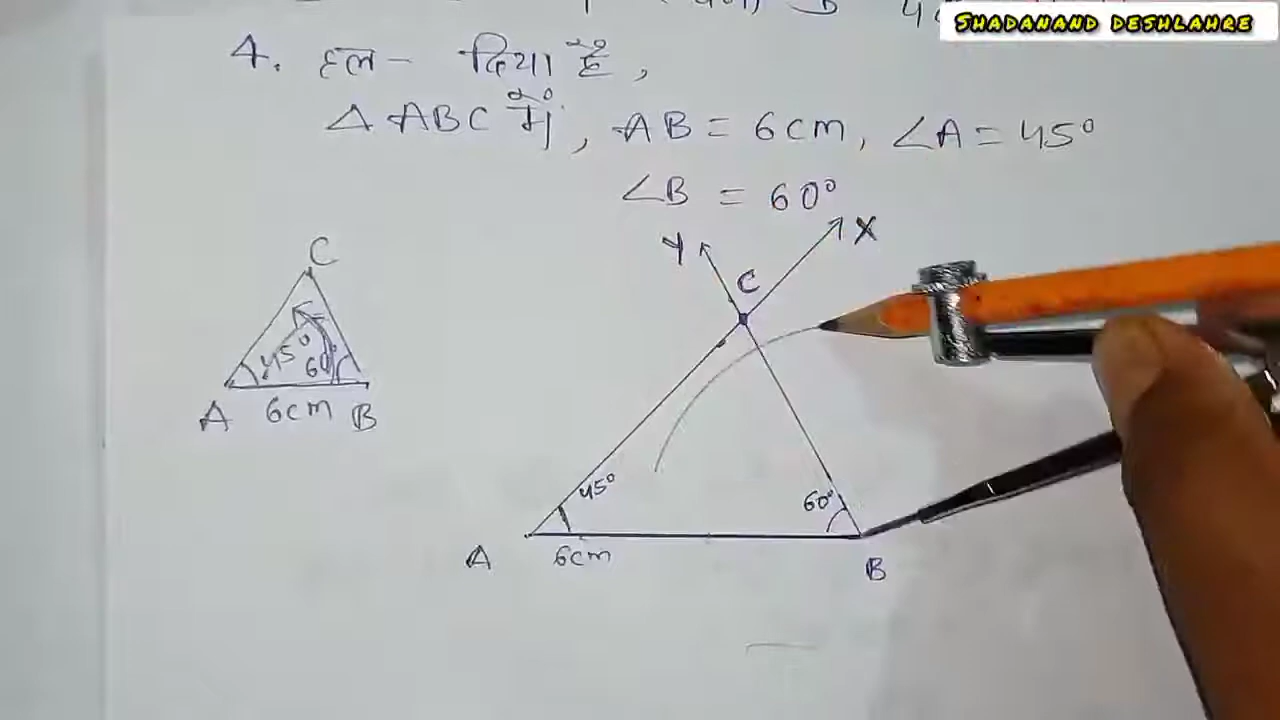 SHADANAND DESHLAHRE
4. हल- दिया है,
△ ABC में, AB = 6cm, ∠A = 45°
∠B = 60°
Y
X
C
C
45°
60°
A 6cm B
45°
60°
A
6cm
B